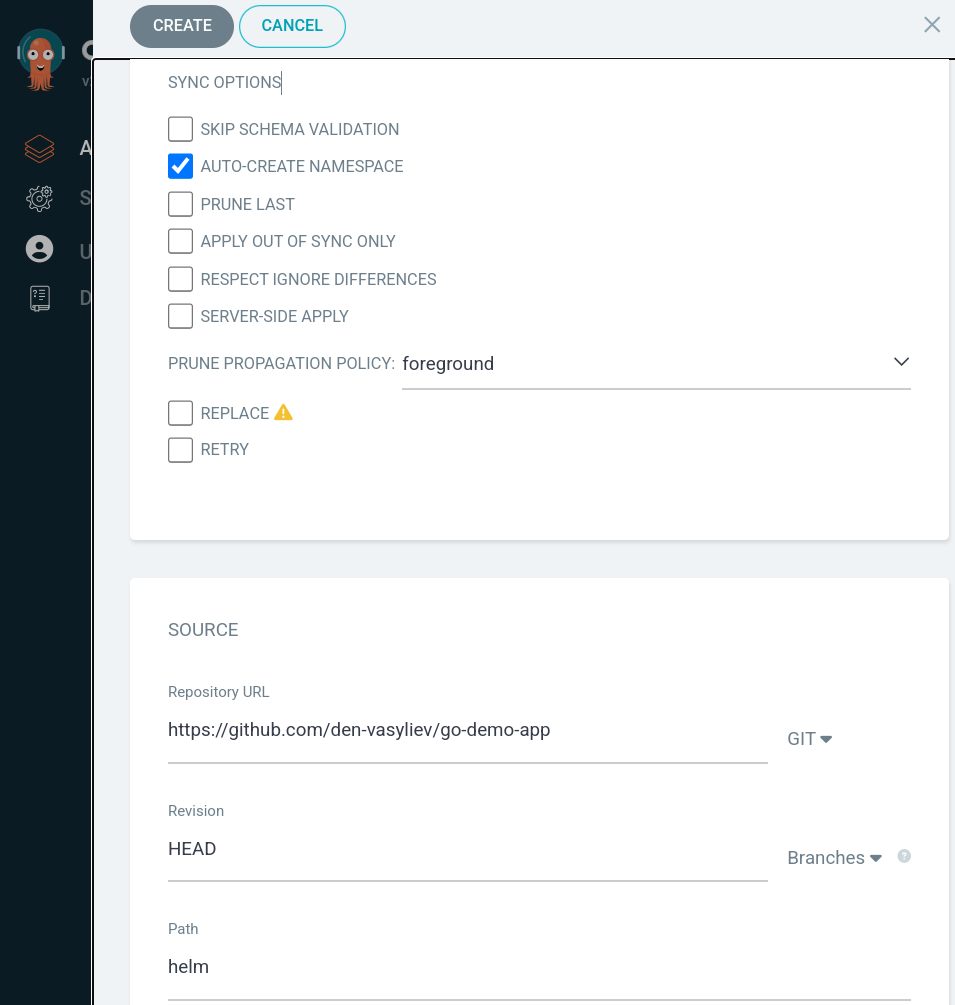 CREATE
CANCEL
SYNC OPTIONS
SKIP SCHEMA VALIDATION
AUTO-CREATE NAMESPACE
PRUNE LAST
APPLY OUT OF SYNC ONLY
RESPECT IGNORE DIFFERENCES
SERVER-SIDE APPLY
PRUNE PROPAGATION POLICY: foreground
REPLACE
RETRY
SOURCE
Repository URL
https://github.com/den-vasyliev/go-demo-app
GIT
Revision
HEAD
Branches
Path
helm